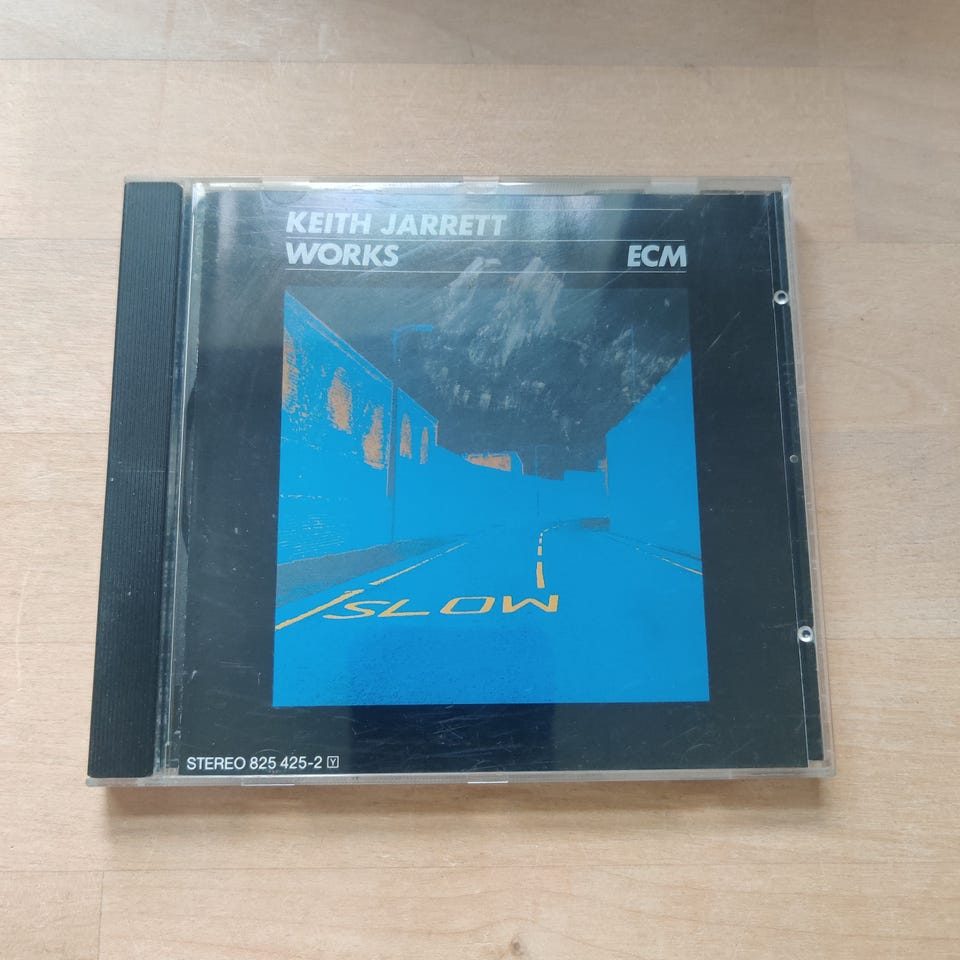 KEITH JARRETT
WORKS ECM
SLOW
STEREO 825 425-2 Y